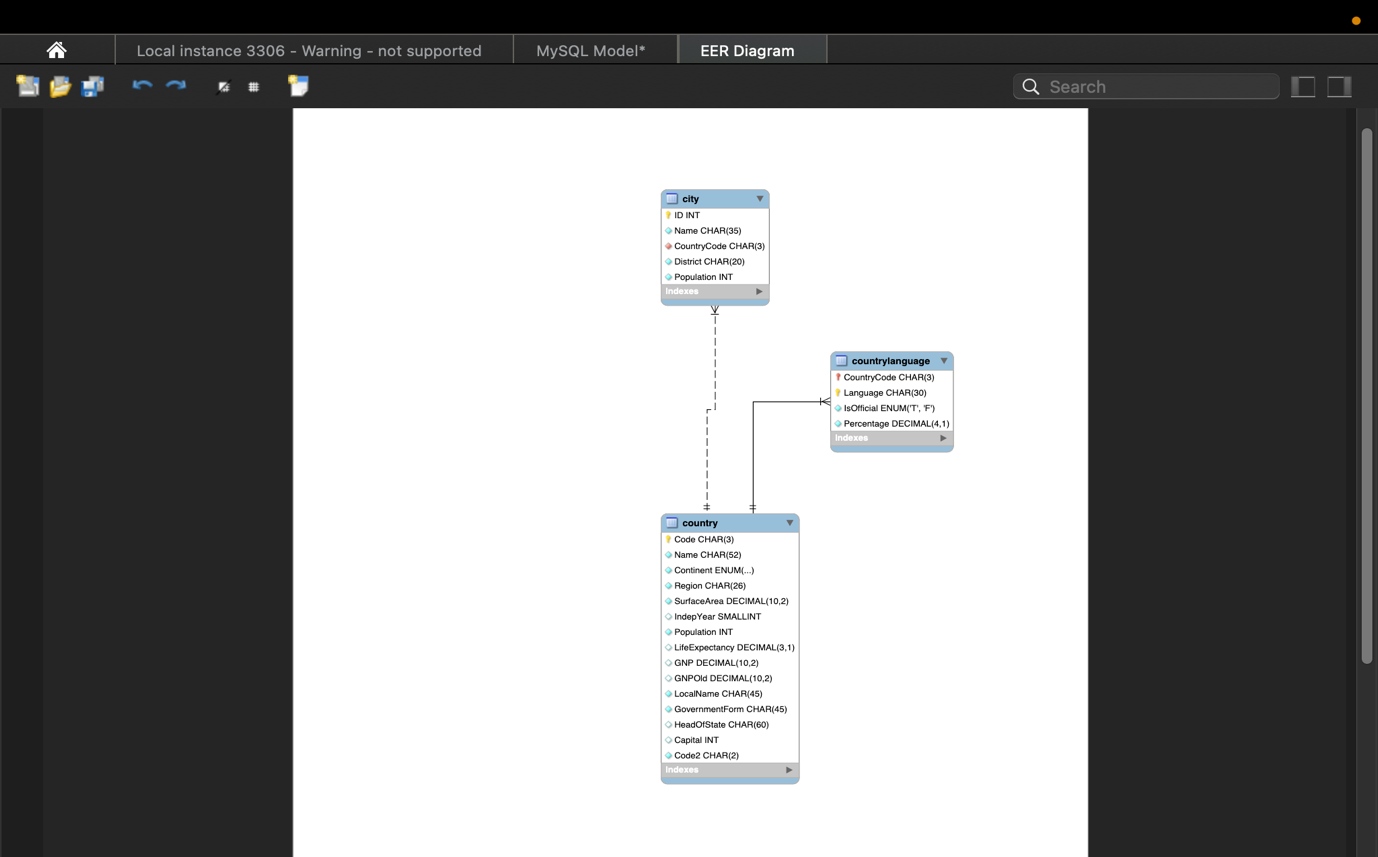 Local instance 3306 - Warning - not supported
MySQL Model*
EER Diagram
Search
city
ID INT
Name CHAR(35)
CountryCode CHAR(3)
District CHAR(20)
Population INT
Indexes
countrylanguage
CountryCode CHAR(3)
Language CHAR(30)
IsOfficial ENUM('T', 'F')
Percentage DECIMAL(4,1)
Indexes
country
Code CHAR(3)
Name CHAR(52)
Continent ENUM(...)
Region CHAR(26)
SurfaceArea DECIMAL(10,2)
IndepYear SMALLINT
Population INT
LifeExpectancy DECIMAL(3,1)
GNP DECIMAL(10,2)
GNPOld DECIMAL(10,2)
LocalName CHAR(45)
GovernmentForm CHAR(45)
HeadOfState CHAR(60)
Capital INT
Code2 CHAR(2)
Indexes